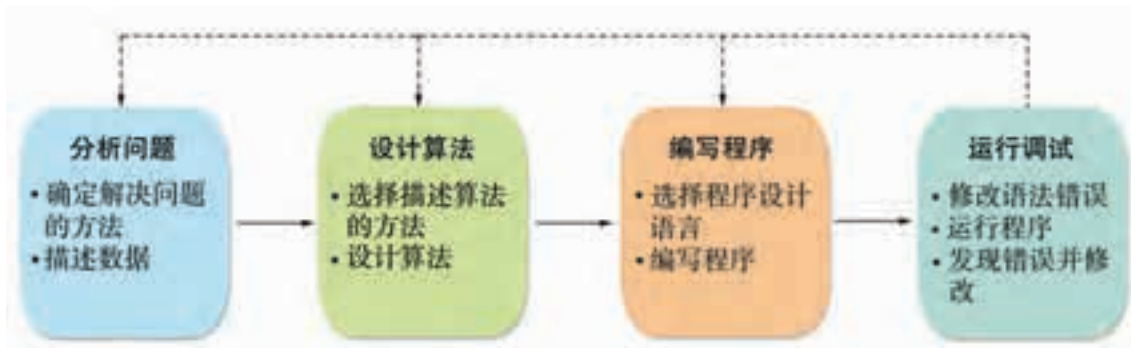 分析问题
• 确定解决问题
的方法
• 描述数据
设计算法
• 选择描述算法
的方法
• 设计算法
编写程序
• 选择程序设计
语言
• 编写程序
运行调试
• 修改语法错误
• 运行程序
• 发现错误并修
改